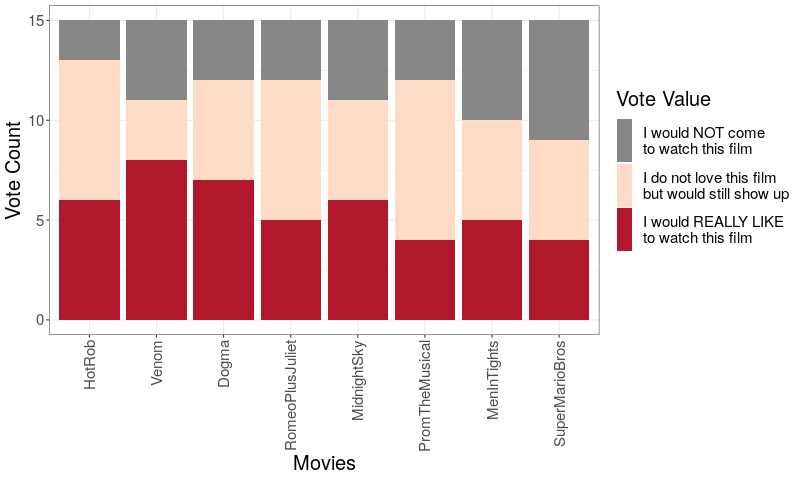 15
10
5
0
Vote Count
HotRob
Venom
Dogma
RomeoPlusJuliet
MidnightSky
PromTheMusical
MenInTights
SuperMarioBros
Movies
Vote Value
I would NOT come
to watch this film
I do not love this film
but would still show up
I would REALLY LIKE
to watch this film